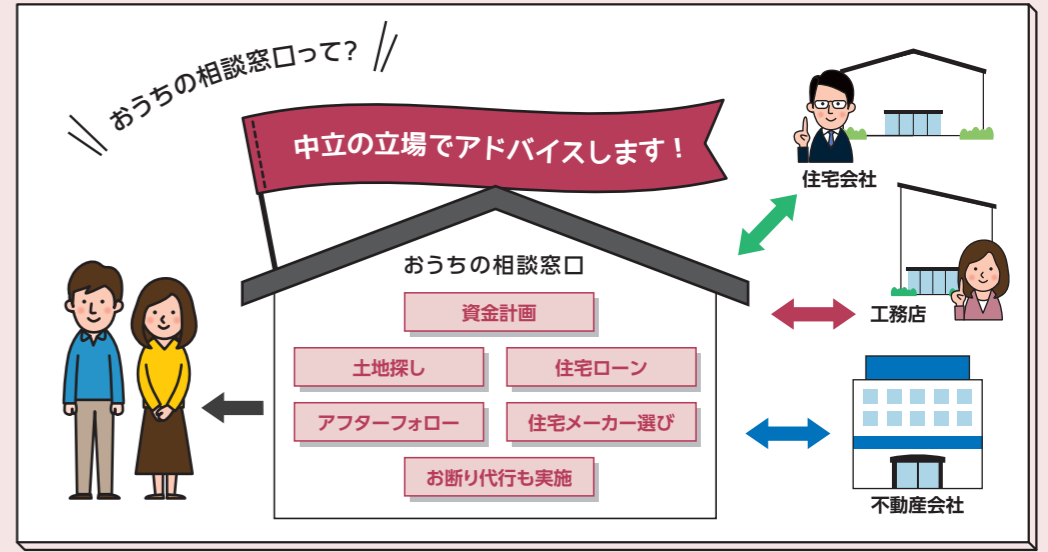 おうちの相談窓口って?
中立の立場でアドバイスします!
おうちの相談窓口
資金計画
土地探し
住宅ローン
アフターフォロー
住宅メーカー選び
お断り代行も実施
住宅会社
工務店
不動産会社